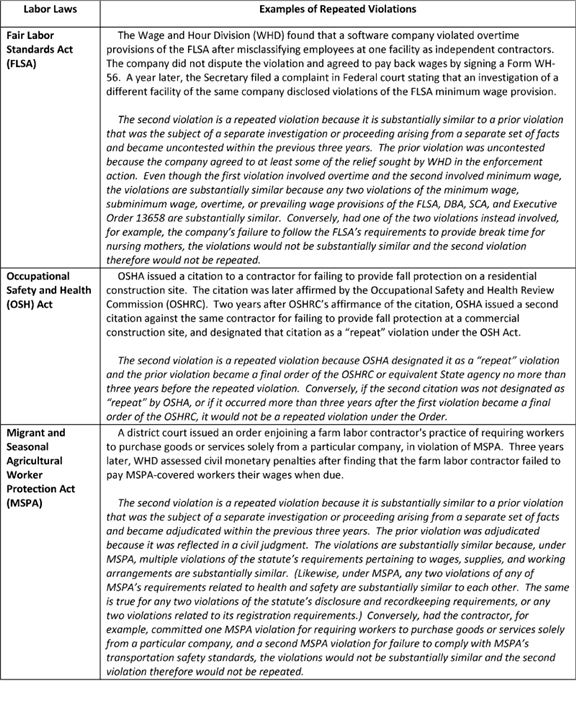 Labor Laws
Examples of Repeated Violations
Fair Labor
Standards Act
(FLSA)
The Wage and Hour Division (WHD) found that a software company violated overtime
provisions of the FLSA after misclassifying employees at one facility as independent contractors.
The company did not dispute the violation and agreed to pay back wages by signing a Form WH-
56. A year later, the Secretary filed a complaint in Federal court stating that an investigation of a
different facility of the same company disclosed violations of the FLSA minimum wage provision.
The second violation is a repeated violation because it is substantially similar to a prior violation
that was the subject of a separate investigation or proceeding arising from a separate set of facts
and became uncontested within the previous three years. The prior violation was uncontested
because the company agreed to at least some of the relief sought by WHD in the enforcement
action. Even though the first violation involved overtime and the second involved minimum wage,
the violations are substantially similar because any two violations of the minimum wage,
subminimum wage, overtime, or prevailing wage provisions of the FLSA, DBA, SCA, and Executive
Order 13658 are substantially similar. Conversely, had one of the two violations instead involved,
for example, the company's failure to follow the FLSA's requirements to provide break time for
nursing mothers, the violations would not be substantially similar and the second violation
therefore would not be repeated.
Occupational
Safety and Health
(OSH) Act
OSHA issued a citation to a contractor for failing to provide fall protection on a residential
construction site. The citation was later affirmed by the Occupational Safety and Health Review
Commission (OSHRC). Two years after OSHRC's affirmance of the citation, OSHA issued a second
citation against the same contractor for failing to provide fall protection at a commercial
construction site, and designated that citation as a "repeat" violation under the OSH Act.
The second violation is a repeated violation because OSHA designated it as a "repeat" violation
and the prior violation became a final order of the OSHRC or equivalent State agency no more than
three years before the repeated violation. Conversely, if the second citation was not designated as
"repeat" by OSHA, or if it occurred more than three years after the first violation became a final
order of the OSHRC, it would not be a repeated violation under the Order.
Migrant and
Seasonal
Agricultural
Worker
Protection Act
(MSPA)
A district court issued an order enjoining a farm labor contractor's practice of requiring workers
to purchase goods or services solely from a particular company, in violation of MSPA. Three years
later, WHD assessed civil monetary penalties after finding that the farm labor contractor failed to
pay MSPA-covered workers their wages when due.
The second violation is a repeated violation because it is substantially similar to a prior violation
that was the subject of a separate investigation or proceeding arising from a separate set of facts
and became adjudicated within the previous three years. The prior violation was adjudicated
because it was reflected in a civil judgment. The violations are substantially similar because, under
MSPA, multiple violations of the statute's requirements pertaining to wages, supplies, and working
arrangements are substantially similar. (Likewise, under MSPA, any two violations of any of
MSPA's requirements related to health and safety are substantially similar to each other. The same
is true for any two violations of the statute's disclosure and recordkeeping requirements, or any
two violations related to its registration requirements.) Conversely, had the contractor, for
example, committed one MSPA violation for requiring workers to purchase goods or services solely
from a particular company, and a second MSPA violation for failure to comply with MSPA's
transportation safety standards, the violations would not be substantially similar and the second
violation therefore would not be repeated.